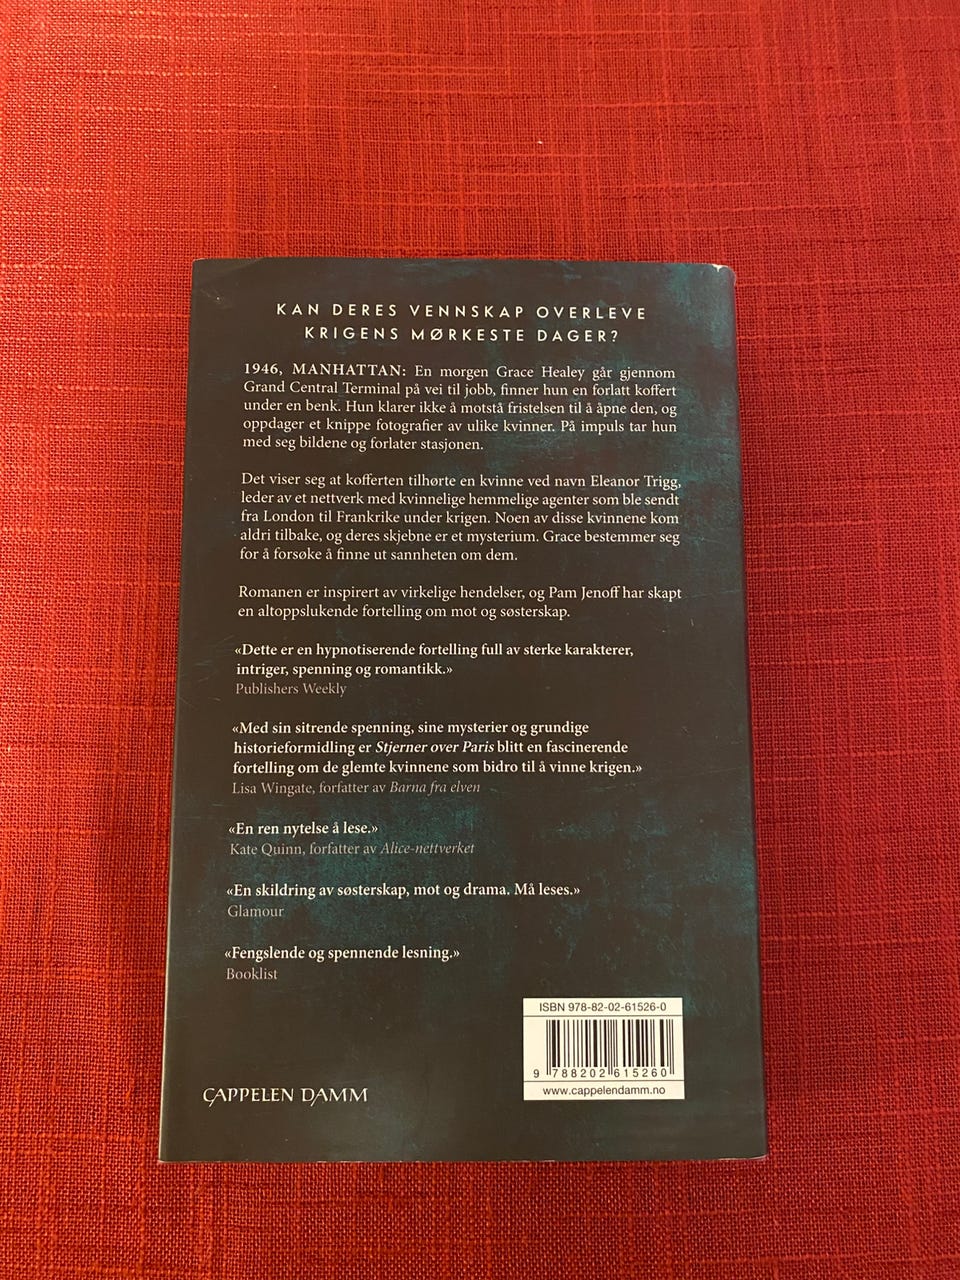 KAN DERES VENNSKAP OVERLEVE
KRIGENS MØRKESTE DAGER?
1946, MANHATTAN: En morgen Grace Healey går gjennom
Grand Central Terminal på vei til jobb, finner hun en forlatt koffert
under en benk. Hun klarer ikke å motstå fristelsen til å åpne den, og
oppdager et knippe fotografier av ulike kvinner. På impuls tar hun
med seg bildene og forlater stasjonen.
Det viser seg at kofferten tilhørte en kvinne ved navn Eleanor Trigg,
leder av et nettverk med kvinnelige hemmelige agenter som ble sendt
fra London til Frankrike under krigen. Noen av disse kvinnene kom
aldri tilbake, og deres skjebne er et mysterium. Grace bestemmer seg
for å forsøke å finne ut sannheten om dem.
Romanen er inspirert av virkelige hendelser, og Pam Jenoff har skapt
en altoppslukende fortelling om mot og søsterskap.
«Dette er en hypnotiserende fortelling full av sterke karakterer,
intriger, spenning og romantikk.»
Publishers Weekly
«Med sin sitrende spenning, sine mysterier og grundige
historieformidling er Stjerner over Paris blitt en fascinerende
fortelling om de glemte kvinnene som bidro til å vinne krigen.»
Lisa Wingate, forfatter av Barna fra elven
«En ren nytelse å lese.»
Kate Quinn, forfatter av Alice-nettverket
«En skildring av søsterskap, mot og drama. Må leses.»
Glamour
«Fengslende og spennende lesning.»
Booklist
ISBN 978-82-02-61526-0
9 788202 615260
www.cappelendamm.no
CAPPELEN DAMM